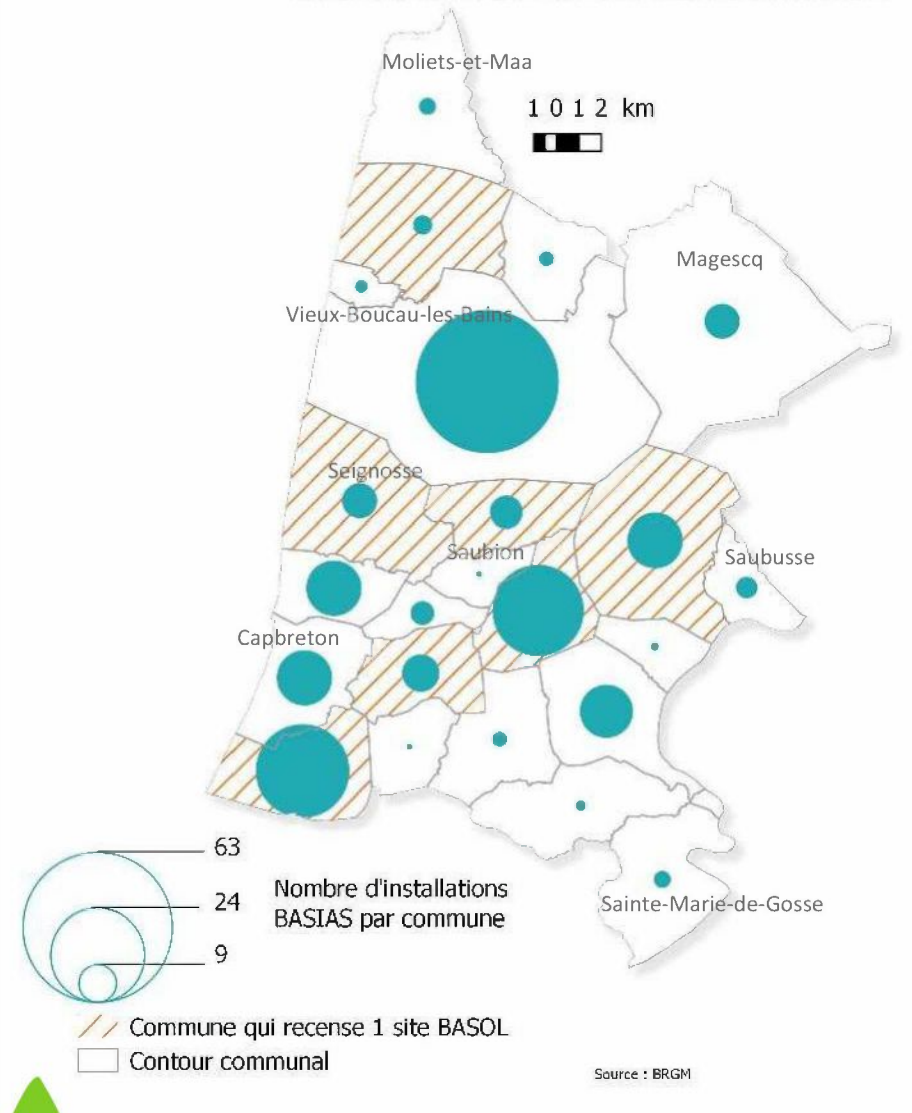 Moliets-et-Maa
1 0 1 2 km
Magescq
Vieux-Boucau-les-Bains
Seignosse
Saubion
Saubusse
Capbreton
63
24
9
Nombre d'installations
BASIAS par commune
Sainte-Marie-de-Gosse
Commune qui recense 1 site BASOL
Contour communal
Source : BRGM